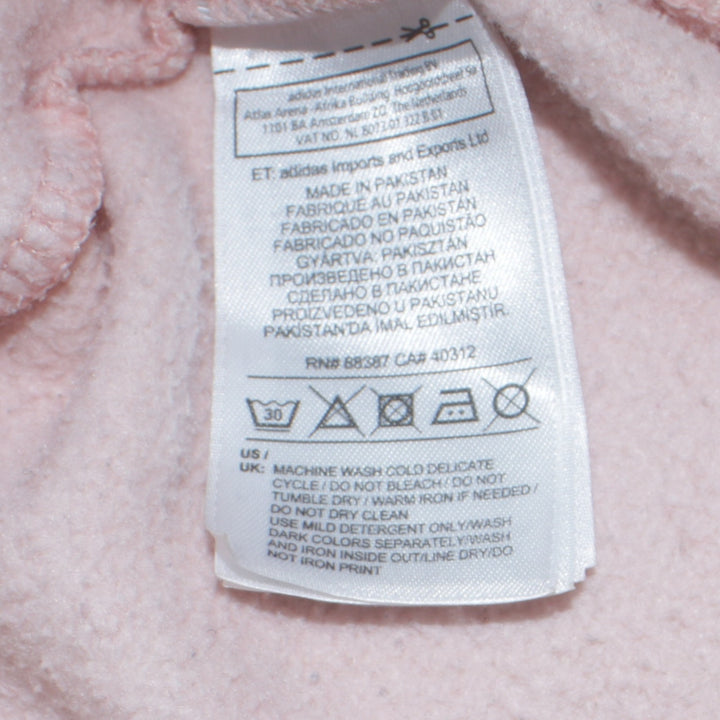 adidas International Trading BV
Atlas Arena -Afrika Building Hoogoorddreef 9a
1101 BA Amsterdam ZO The Netherlands
VAT NO. NL 8073.01.322.B.S1
ET: adidas Imports and Exports Ltd
MADE IN PAKISTAN
FABRIQUÉ AU PAKISTAN
FABRICADO EN PAKISTÁN
FABRICADO NO PAQUISTÃO
GYÁRTVA: PAKISZTÁN
ПРОИЗВЕДЕНО В ПАКИСТАН
СДЕЛАНО В ПАКИСТАНЕ
PROIZVEDENO U PAKISTANU
PAKİSTAN'DA İMAL EDİLMİŞTİR.
RN# 88387 CA# 40312
30
US /
UK: MACHINE WASH COLD DELICATE
CYCLE / DO NOT BLEACH / DO NOT
TUMBLE DRY / WARM IRON IF NEEDED /
DO NOT DRY CLEAN
USE MILD DETERGENT ONLY/WASH
DARK COLORS SEPARATELY/WASH
AND IRON INSIDE OUT/LINE DRY/DO
NOT IRON PRINT